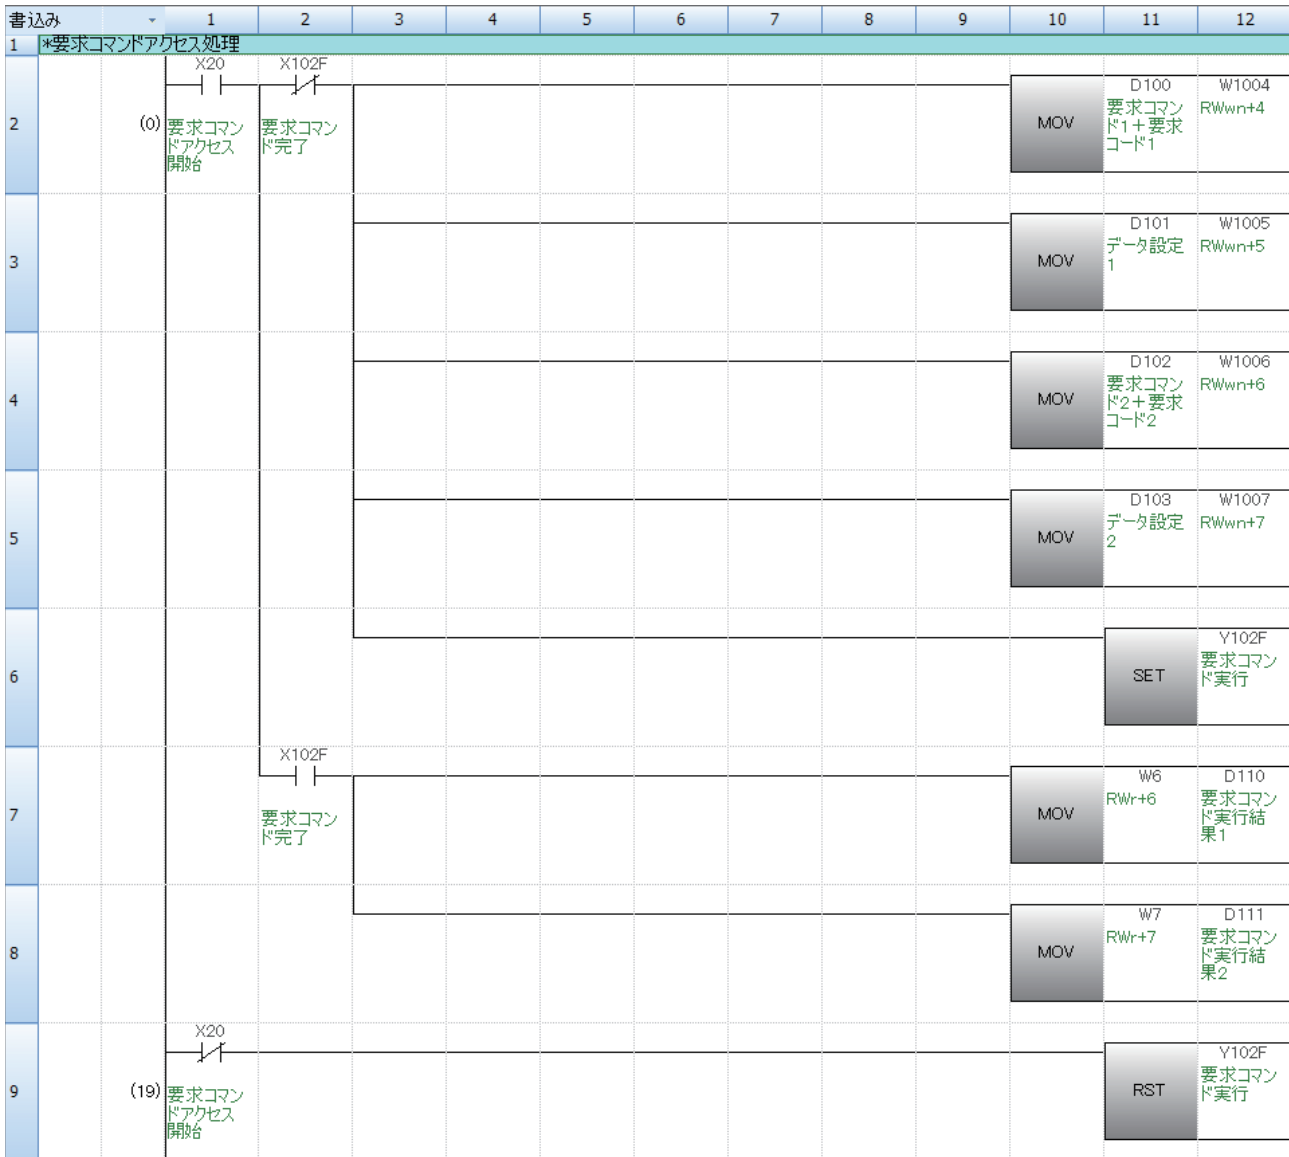 書込み 1 2 3 4 5 6 7 8 9 10 11 12
1 *要求コマンドアクセス処理
X20 X102F
D100 W1004
2 (0) 要求コマン
ドアクセス
開始
要求コマン
ド完了
MOV
要求コマン
ド1+要求
コード1
RWwn+4
D101 W1005
3 MOV
データ設定
1
RWwn+5
D102 W1006
4 MOV
要求コマン
ド2+要求
コード2
RWwn+6
D103 W1007
5 MOV
データ設定
2
RWwn+7
Y102F
6 SET
要求コマン
ド実行
X102F
W6 D110
7 要求コマン
ド完了
MOV
RWr+6
要求コマン
ド実行結
果1
W7 D111
8 MOV
RWr+7
要求コマン
ド実行結
果2
X20
Y102F
9 (19) 要求コマン
ドアクセス
開始
RST
要求コマン
ド実行